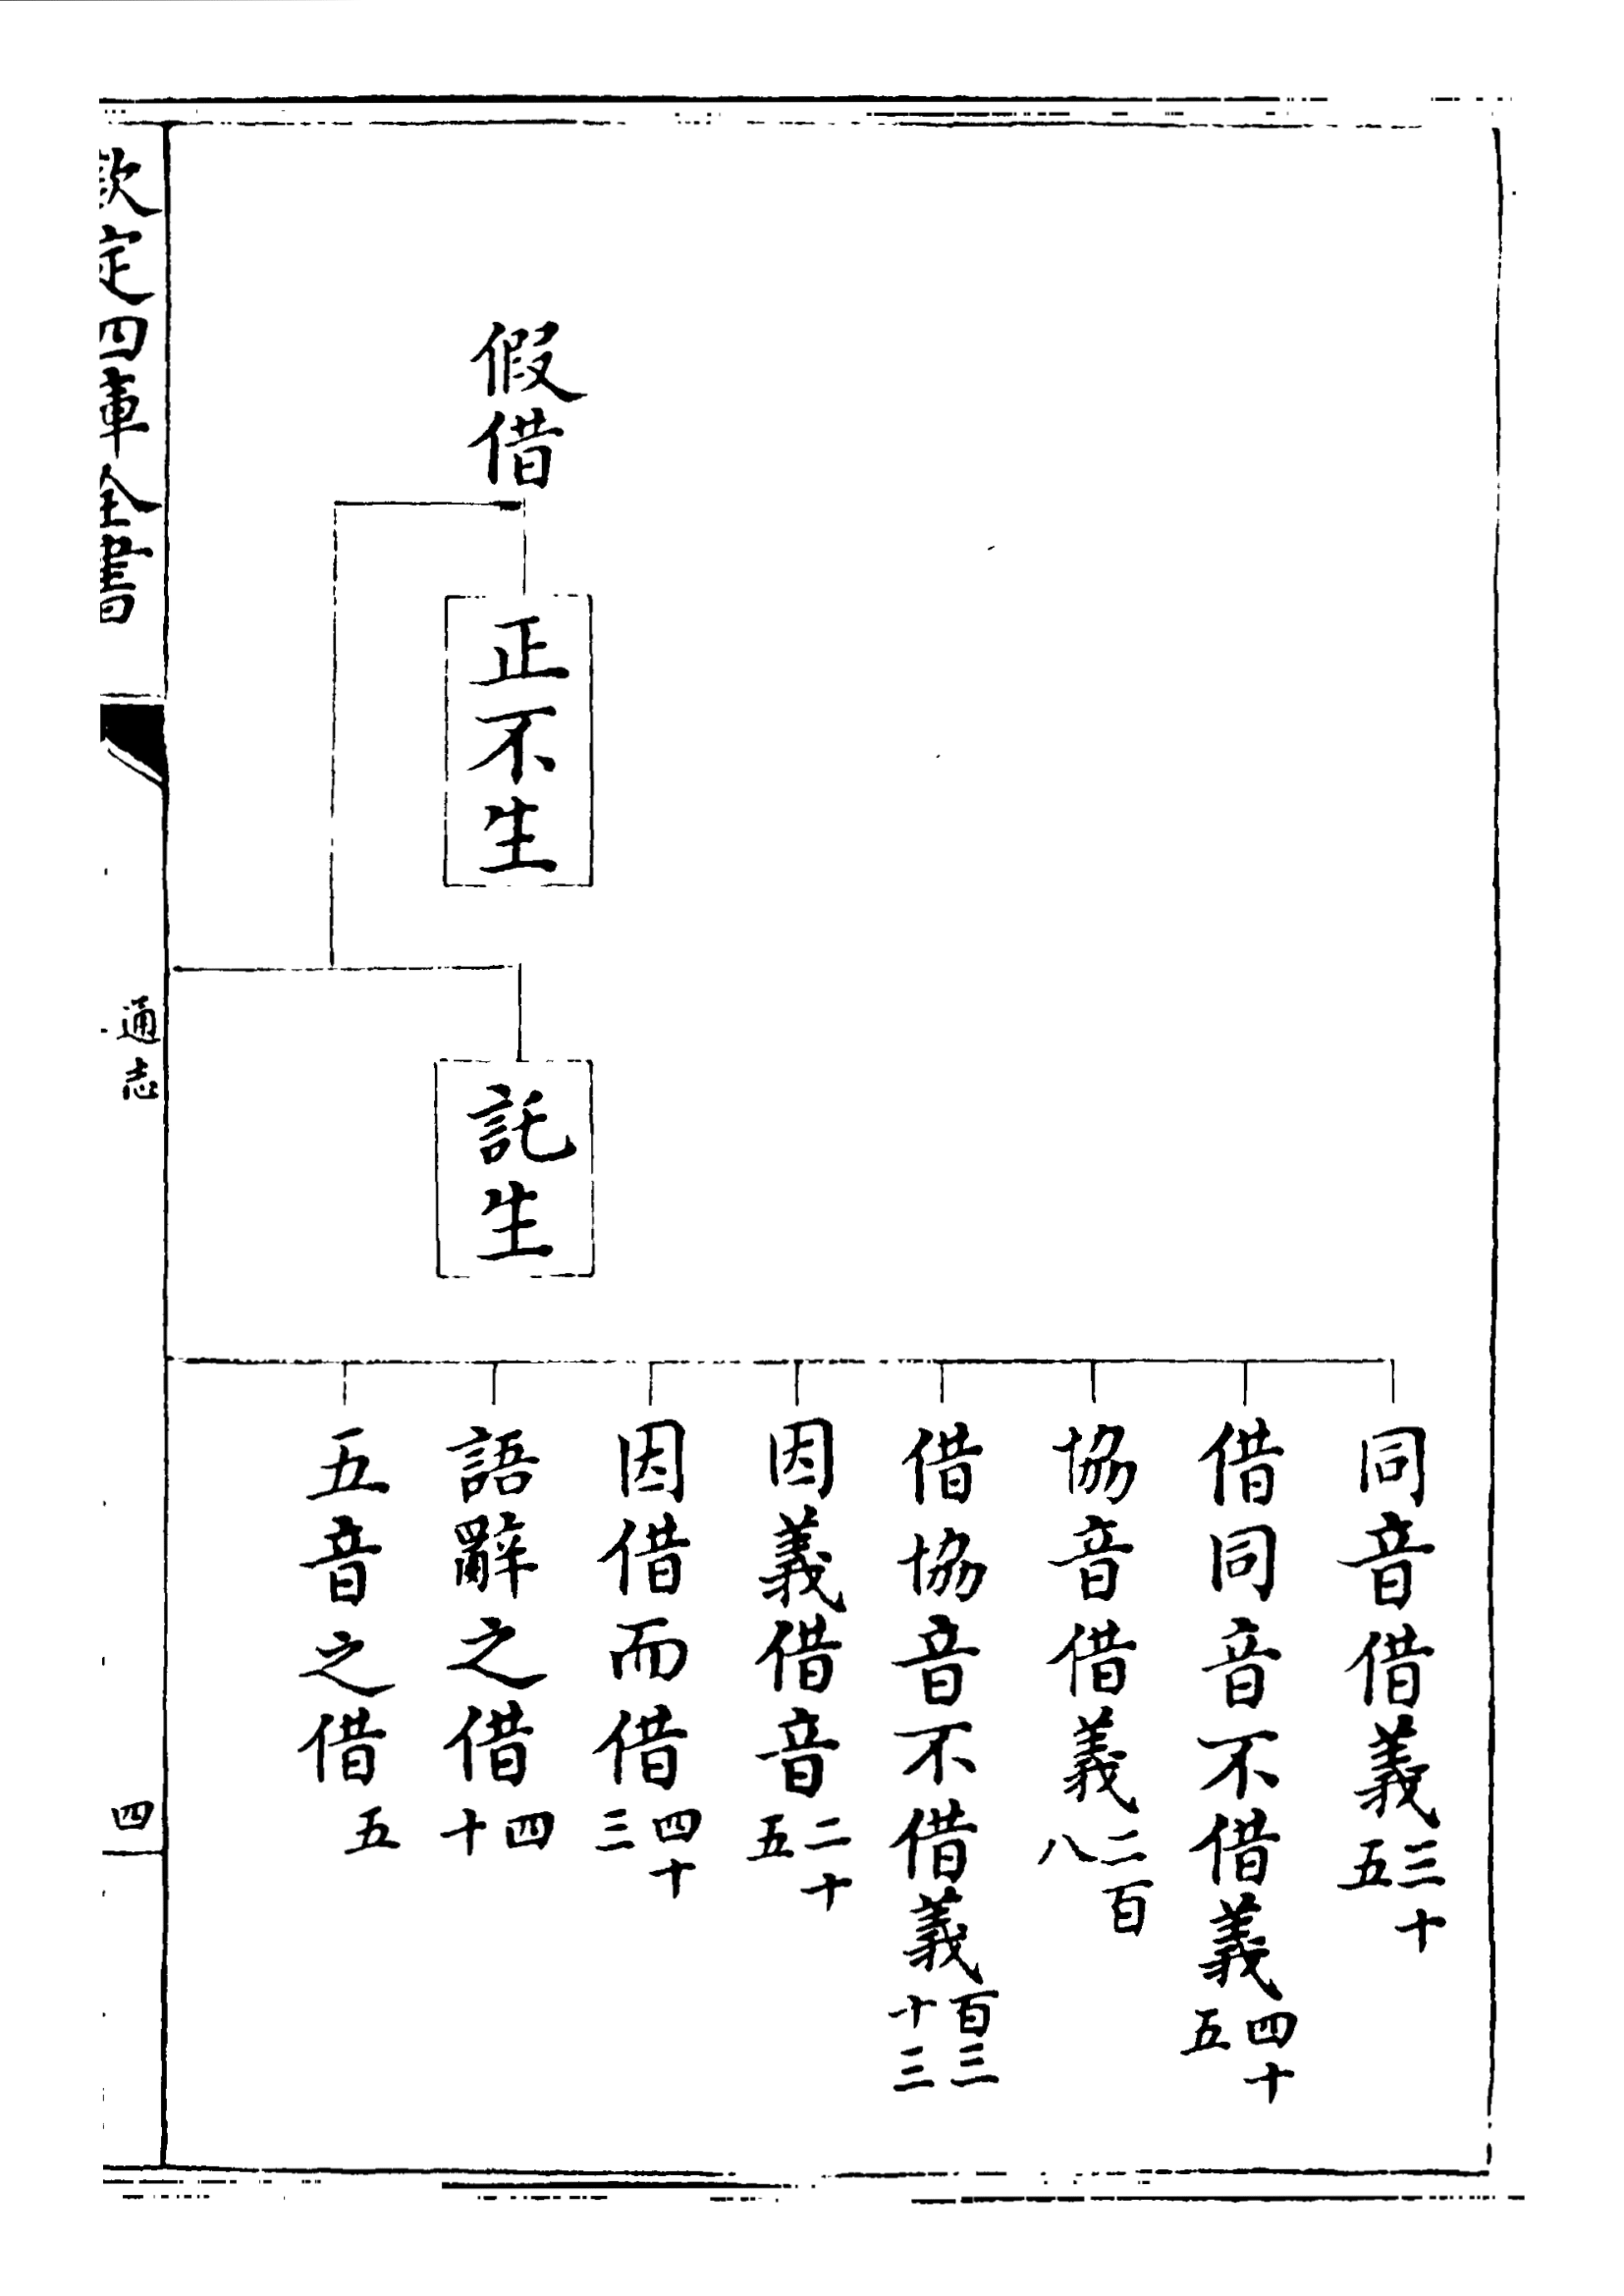 假借
正不生
託生
同音借義三十五
借同音不借義四十五
協音借義二百八
借協音不借義百三十三
因義借音二十五
因借而借四十三
語辭之借四十
五音之借五
欽定四庫全書
通志
四